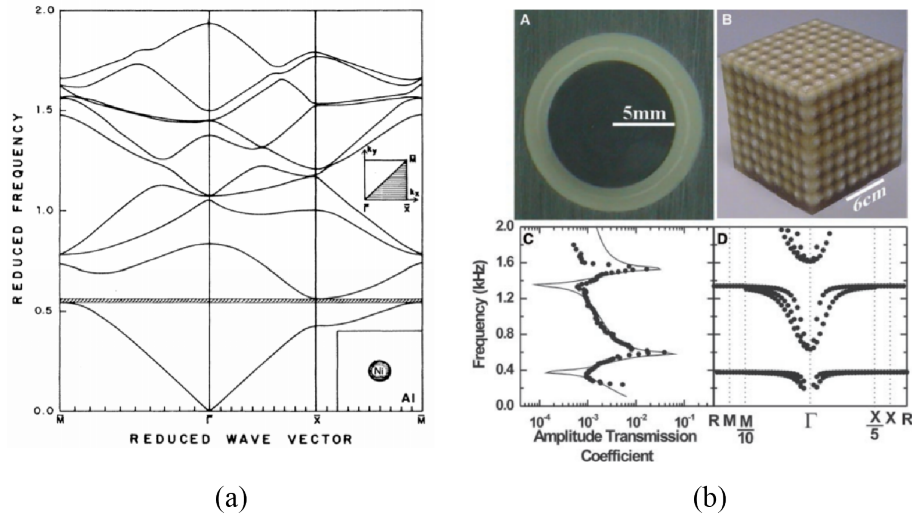 REDUCED FREQUENCY
2.0
1.5
1.0
0.5
0.0
k_y
M̄
Γ̄
X̄
k_x
Ni
Al
M̄ Γ̄ X̄ M̄
REDUCED WAVE VECTOR
(a)
A
5mm
B
6cm
C
D
Frequency (kHz)
2.0
1.6
1.2
0.8
0.4
0.0
10⁻⁴ 10⁻³ 10⁻² 10⁻¹
Amplitude Transmission
Coefficient
R M M/10 Γ X/5 X R
(b)